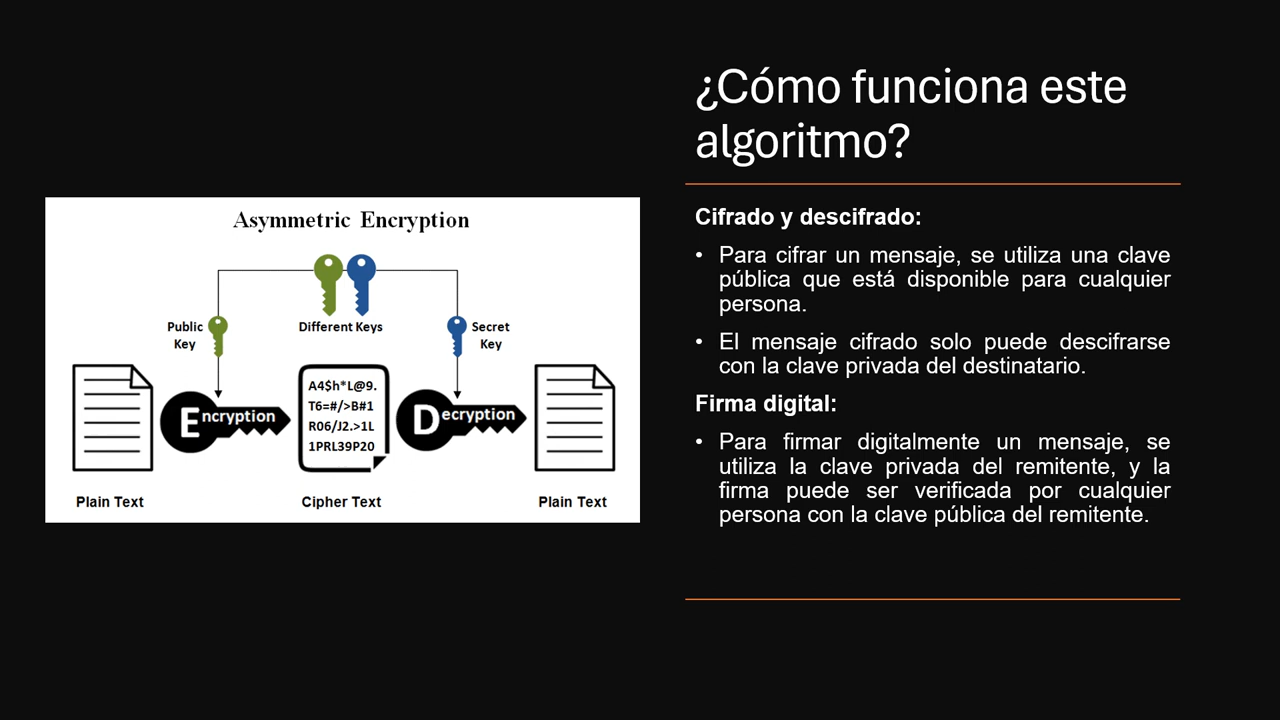 ¿Cómo funciona este
algoritmo?
Asymmetric Encryption
Public
Key
Different Keys
Secret
Key
Encryption
A4$h*L@9.
T6=#/>B#1
R06/J2.>1L
1PRL39P20
Decryption
Plain Text
Cipher Text
Plain Text
Cifrado y descifrado:
• Para cifrar un mensaje, se utiliza una clave
pública que está disponible para cualquier
persona.
• El mensaje cifrado solo puede descifrarse
con la clave privada del destinatario.
Firma digital:
• Para firmar digitalmente un mensaje, se
utiliza la clave privada del remitente, y la
firma puede ser verificada por cualquier
persona con la clave pública del remitente.